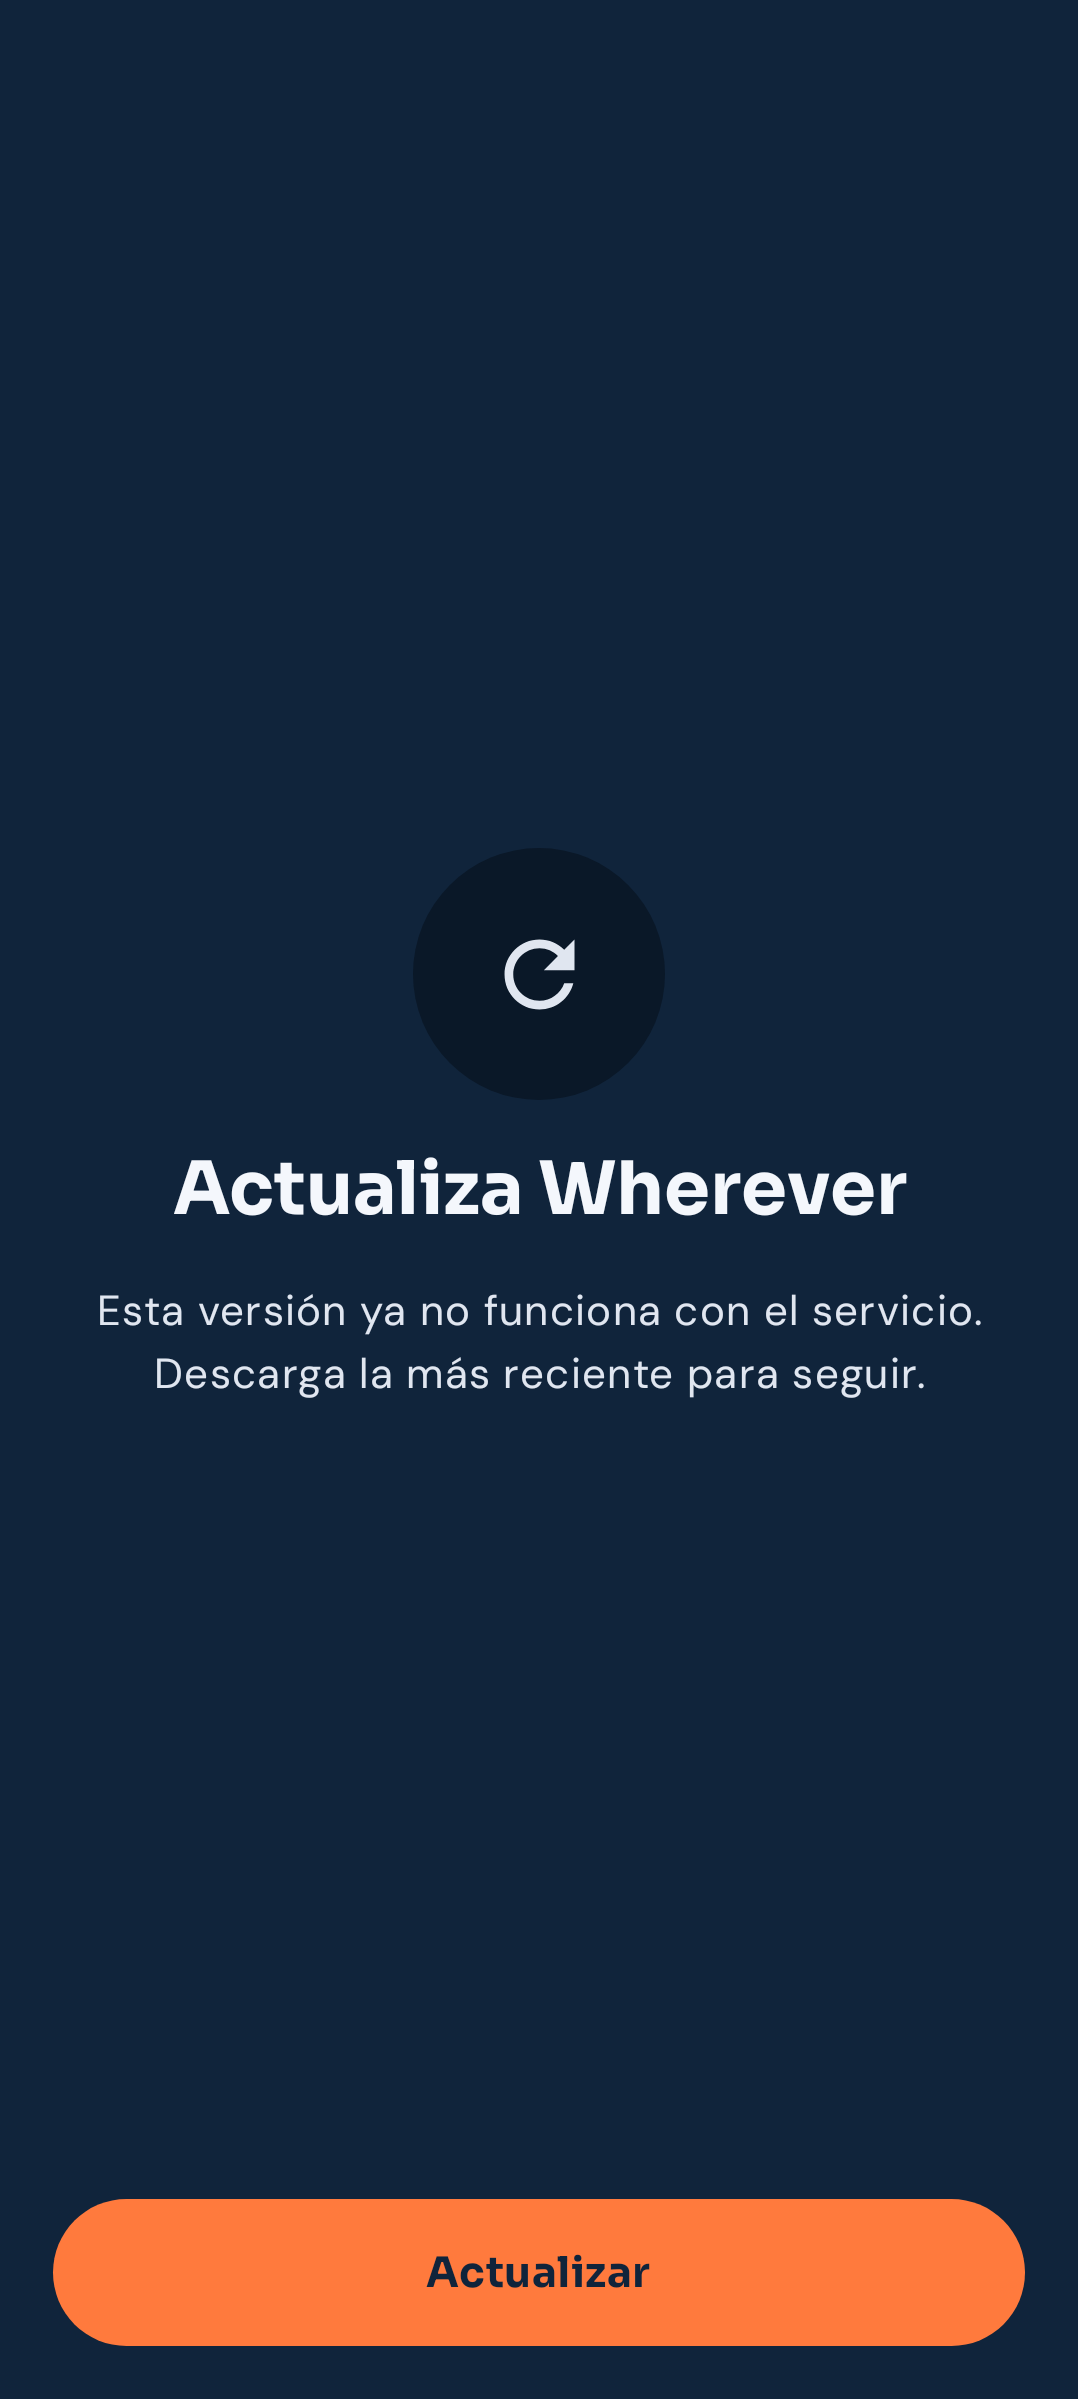 Actualiza Wherever
Esta versión ya no funciona con el servicio.
Descarga la más reciente para seguir.
Actualizar